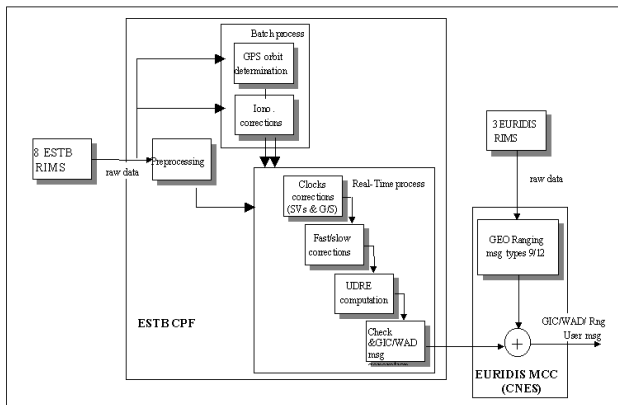 Batch process
GPS orbit
determination
Iono .
corrections
8 ESTB
RIMS
raw data
Preprocessing
3 EURIDIS
RIMS
raw data
Real-Time process
Clocks
corrections
(SVs & G/S)
Fast/slow
corrections
UDRE
computation
Check
&GIC/WAD
msg
ESTB CPF
GEO Ranging
msg types 9/12
GIC/WAD/ Rng
User msg
+
EURIDIS MCC
(CNES)